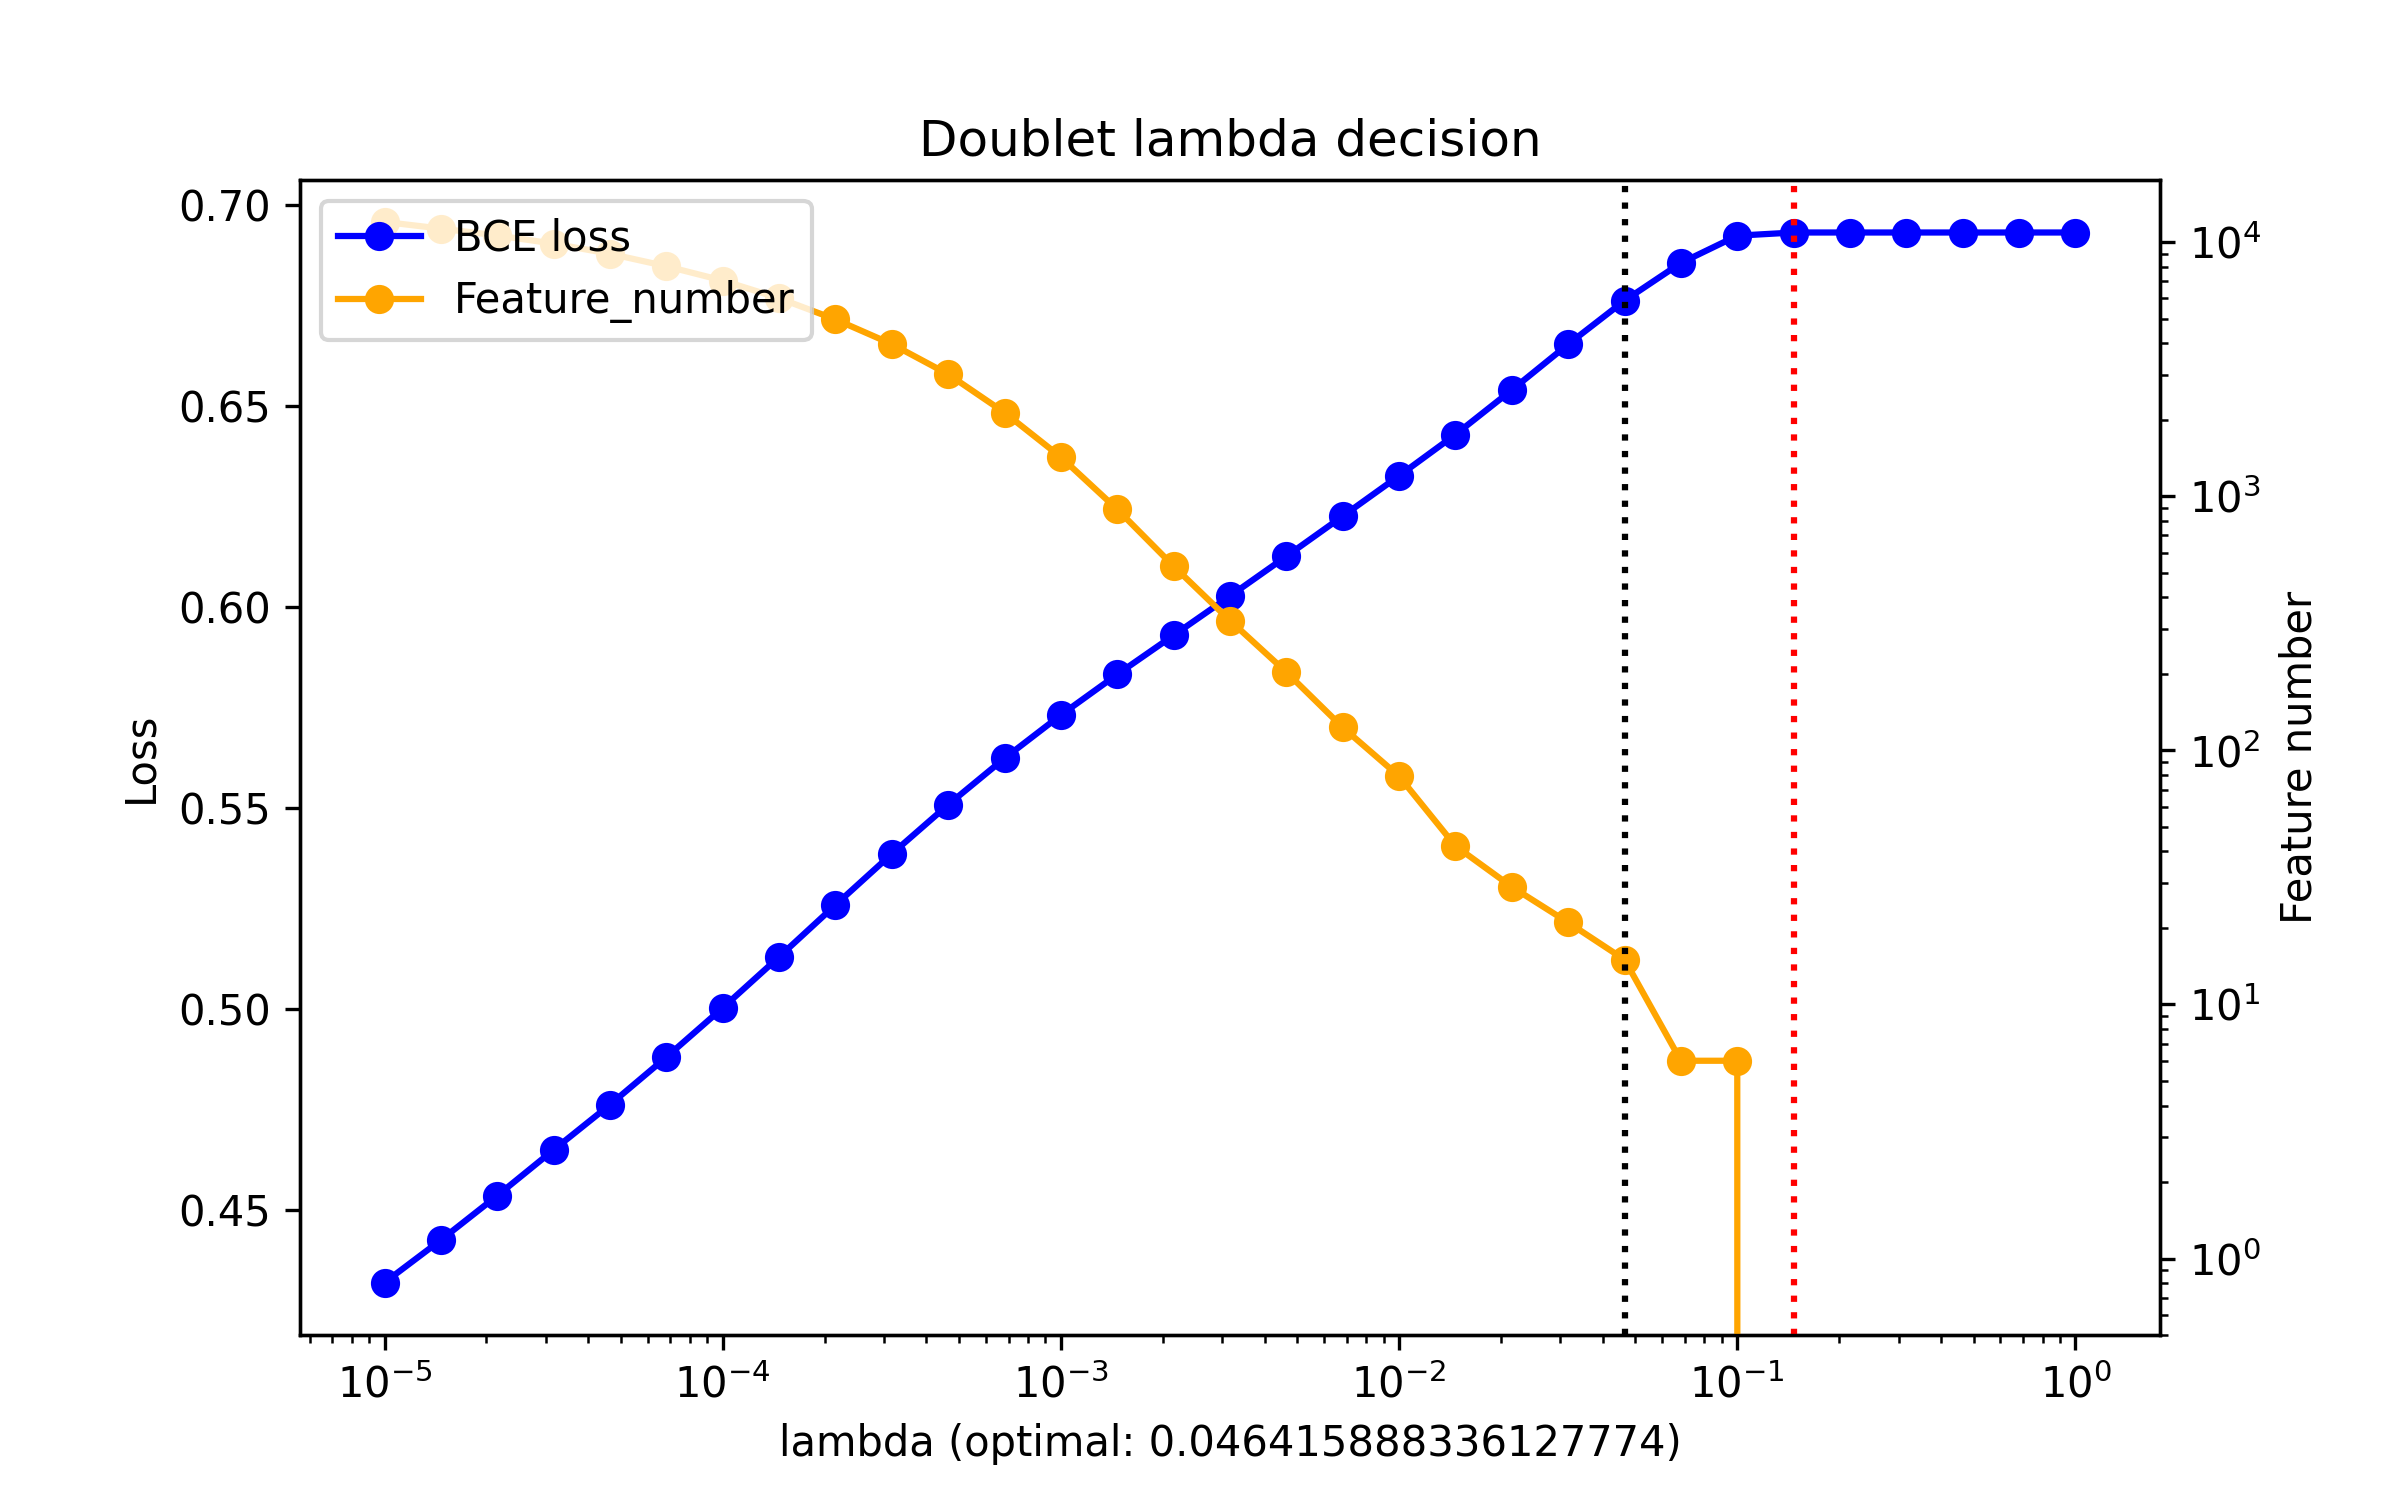 Doublet lambda decision
BCE loss
Feature_number
0.70
0.65
0.60
0.55
0.50
0.45
Loss
10⁴
10³
10²
10¹
10⁰
Feature number
10⁻⁵ 10⁻⁴ 10⁻³ 10⁻² 10⁻¹ 10⁰
lambda (optimal: 0.046415888336127774)